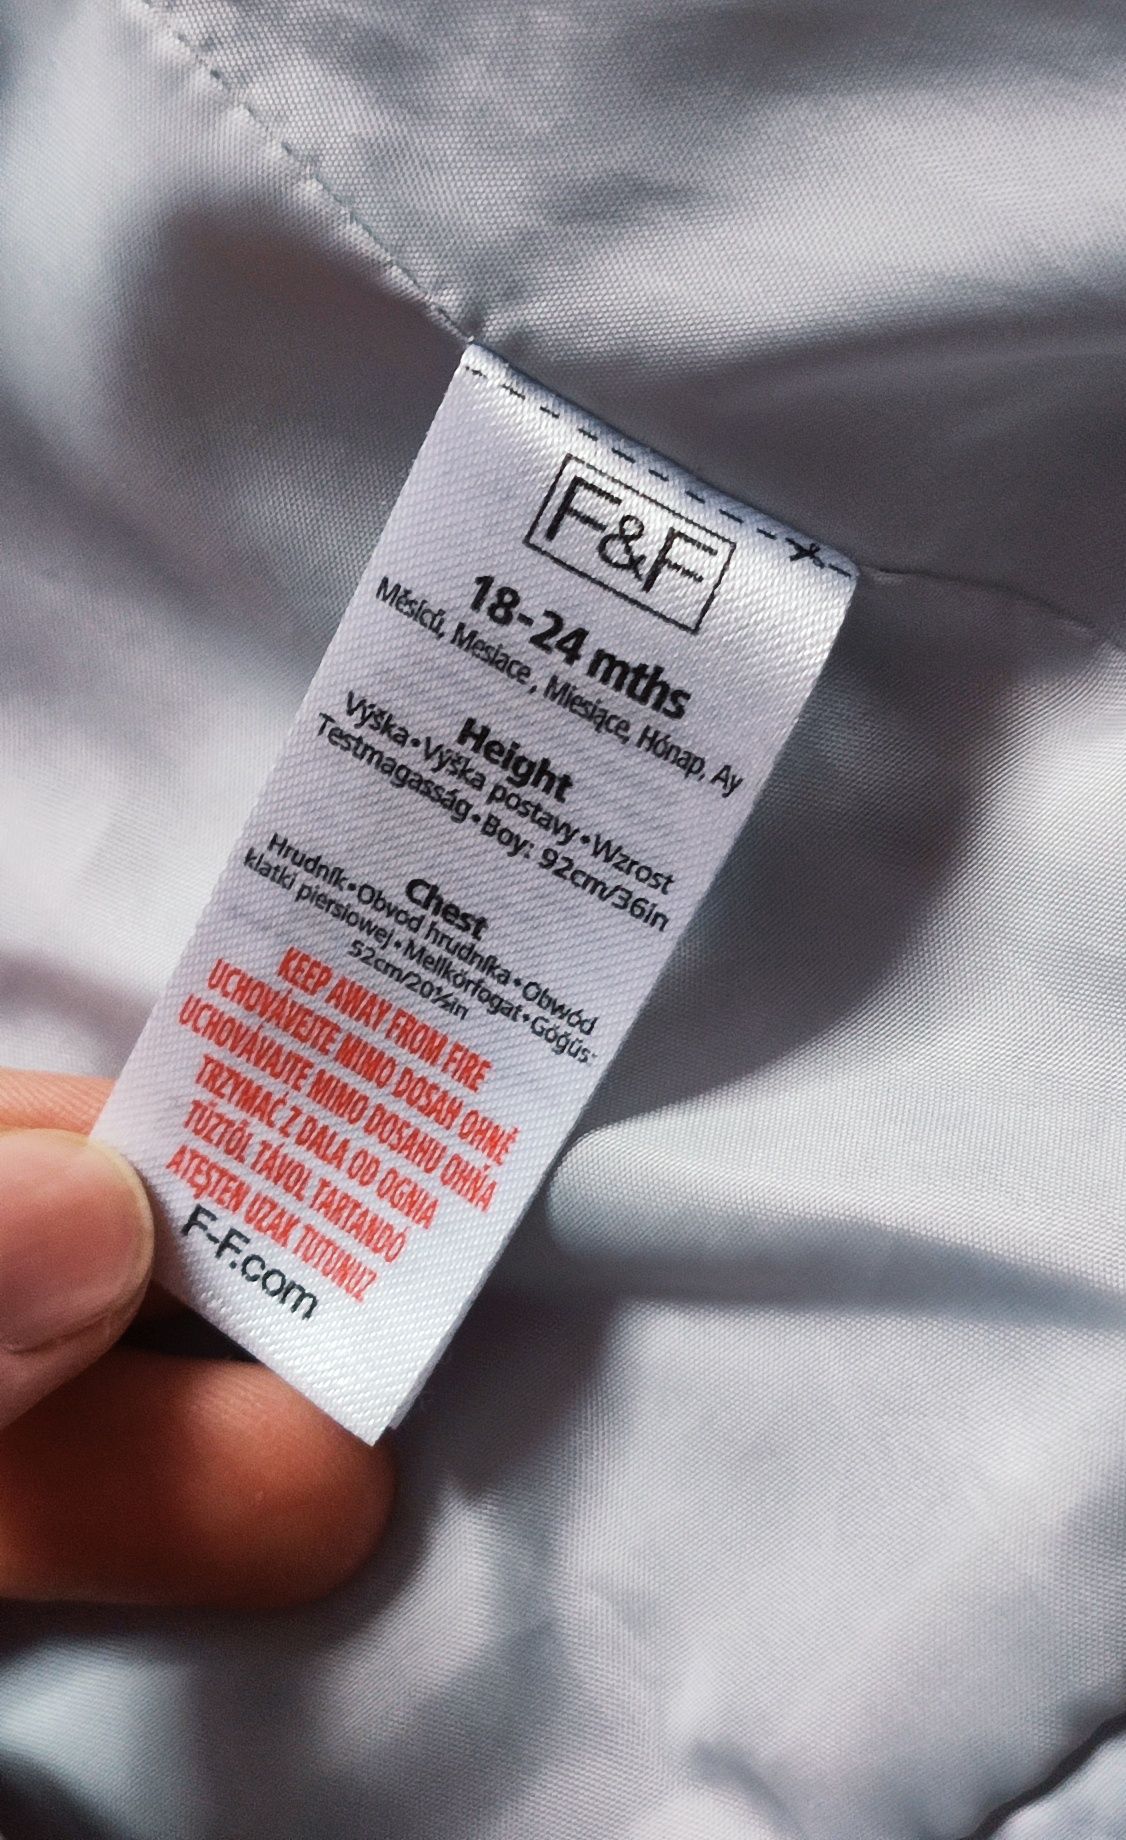 F&F
18-24 mths
Měsíců, Mesiace, Miesiące, Hónap, Ay
Height
Výška•Výška postavy•Wzrost
Testmagasság•Boy: 92cm/36in
Chest
Hrudník•Obvod hrudníka•Obwód
klatki piersiowej•Mellkörfogat•Göğüs:
52cm/20½in
KEEP AWAY FROM FIRE
UCHOVÁVEJTE MIMO DOSAH OHNĚ
UCHOVÁVAJTE MIMO DOSAHU OHŇA
TRZYMAĆ Z DALA OD OGNIA
TŰZTŐL TÁVOL TARTANDÓ
ATEŞTEN UZAK TUTUNUZ
F-F.com